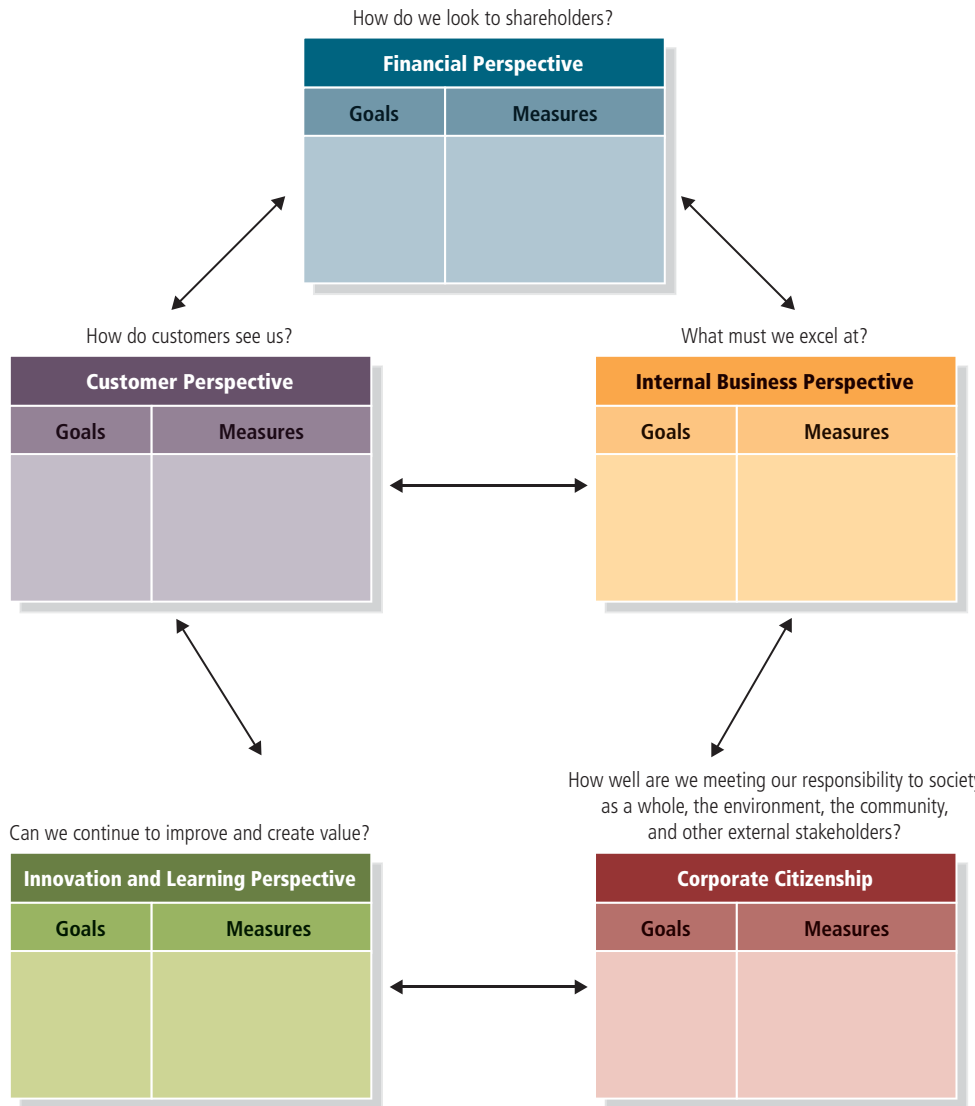 How do we look to shareholders?
Financial Perspective
Goals Measures
How do customers see us?
Customer Perspective
Goals Measures
What must we excel at?
Internal Business Perspective
Goals Measures
Can we continue to improve and create value?
Innovation and Learning Perspective
Goals Measures
How well are we meeting our responsibility to society
as a whole, the environment, the community,
and other external stakeholders?
Corporate Citizenship
Goals Measures